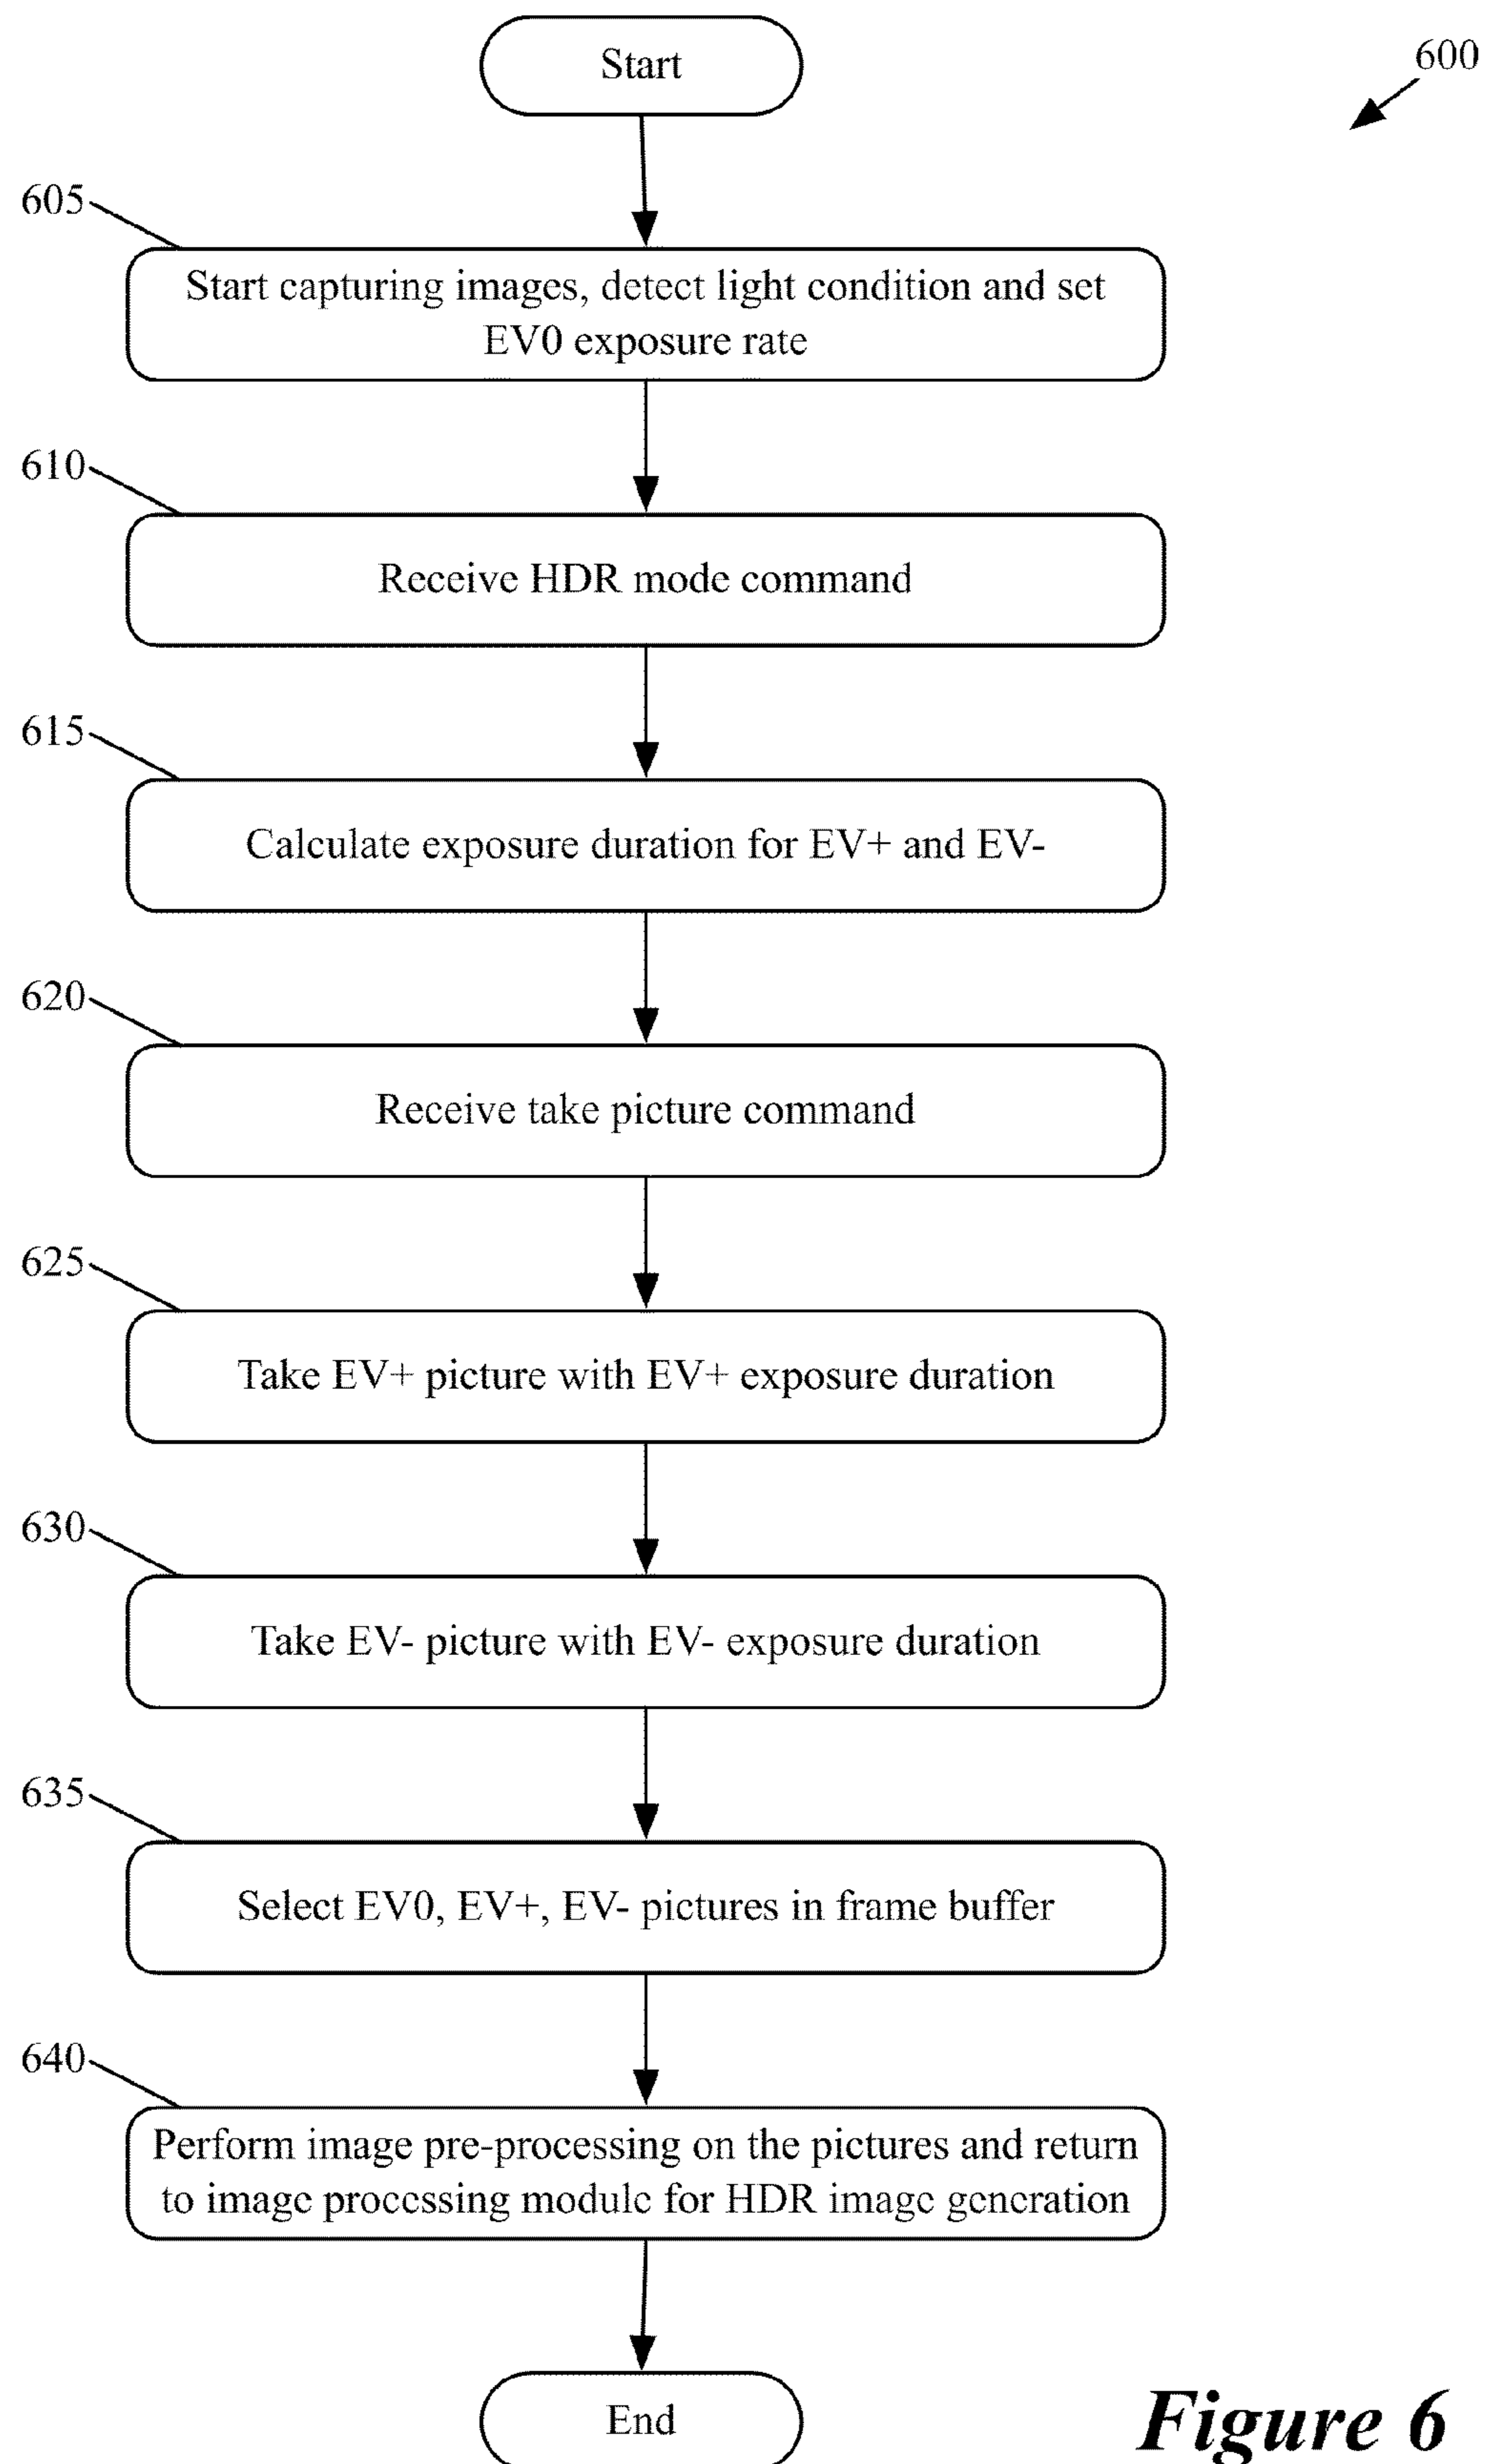 Start
600
605
Start capturing images, detect light condition and set
EV0 exposure rate
610
Receive HDR mode command
615
Calculate exposure duration for EV+ and EV-
620
Receive take picture command
625
Take EV+ picture with EV+ exposure duration
630
Take EV- picture with EV- exposure duration
635
Select EV0, EV+, EV- pictures in frame buffer
640
Perform image pre-processing on the pictures and return
to image processing module for HDR image generation
End
Figure 6